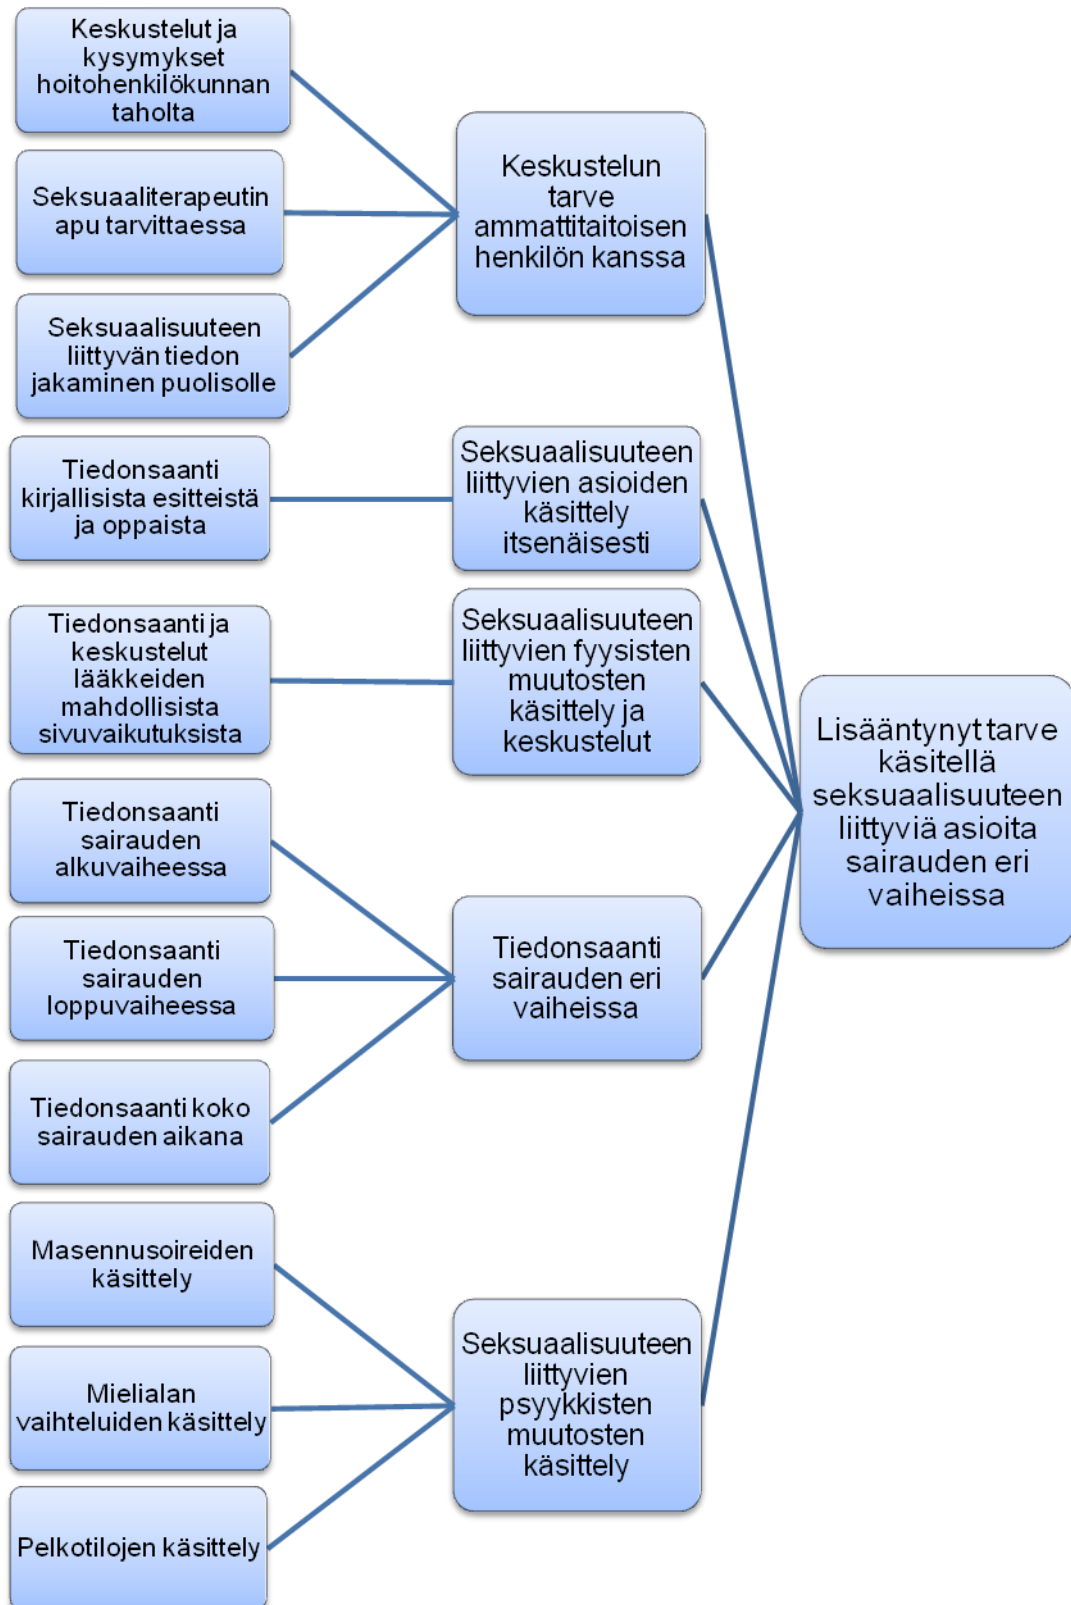 Keskustelut ja
kysymykset
hoitohenkilökunnan
taholta
Seksuaaliterapeutin
apu tarvittaessa
Seksuaalisuuteen
liittyvän tiedon
jakaminen puolisolle
Keskustelun
tarve
ammattitaitoisen
henkilön kanssa
Tiedonsaanti
kirjallisista esitteistä
ja oppaista
Seksuaalisuuteen
liittyvien asioiden
käsittely
itsenäisesti
Tiedonsaanti ja
keskustelut
lääkkeiden
mahdollisista
sivuvaikutuksista
Seksuaalisuuteen
liittyvien fyysisten
muutosten
käsittely ja
keskustelut
Tiedonsaanti
sairauden
alkuvaiheessa
Tiedonsaanti
sairauden
loppuvaiheessa
Tiedonsaanti koko
sairauden aikana
Tiedonsaanti
sairauden eri
vaiheissa
Masennusoireiden
käsittely
Mielialan
vaihteluiden käsittely
Pelkotilojen käsittely
Seksuaalisuuteen
liittyvien
psyykkisten
muutosten
käsittely
Lisääntynyt tarve
käsitellä
seksuaalisuuteen
liittyviä asioita
sairauden eri
vaiheissa